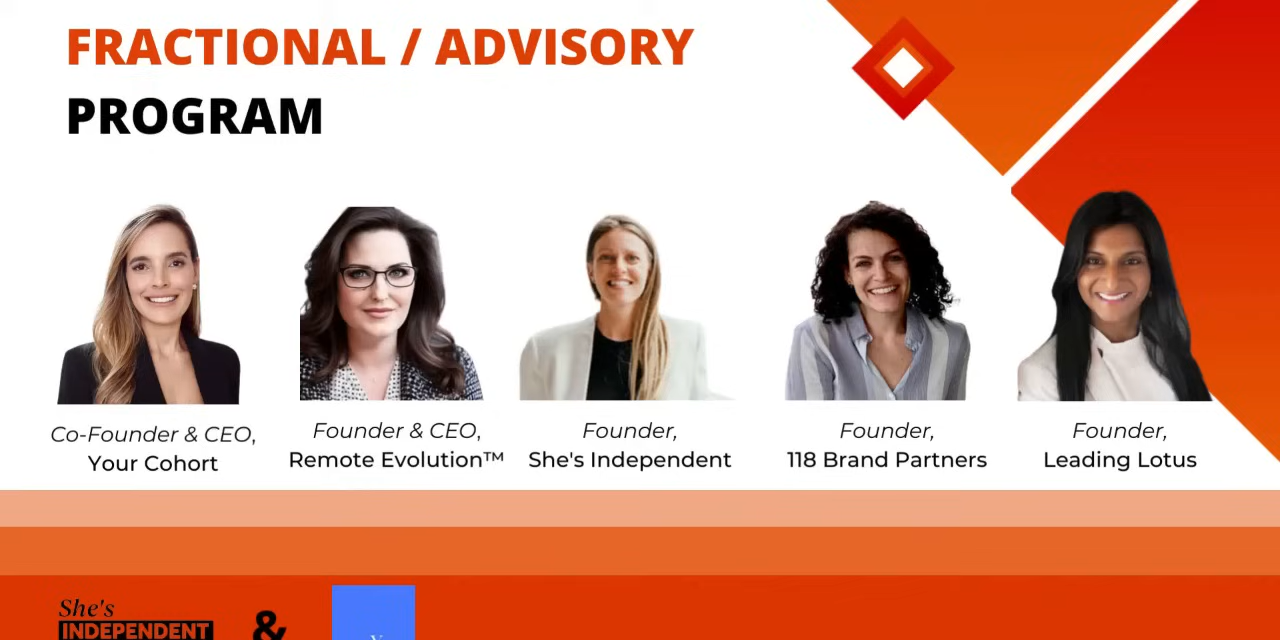 FRACTIONAL / ADVISORY
PROGRAM
Co-Founder & CEO,
Your Cohort
Founder & CEO,
Remote Evolution™
Founder,
She's Independent
Founder,
118 Brand Partners
Founder,
Leading Lotus
She's
INDEPENDENT
&